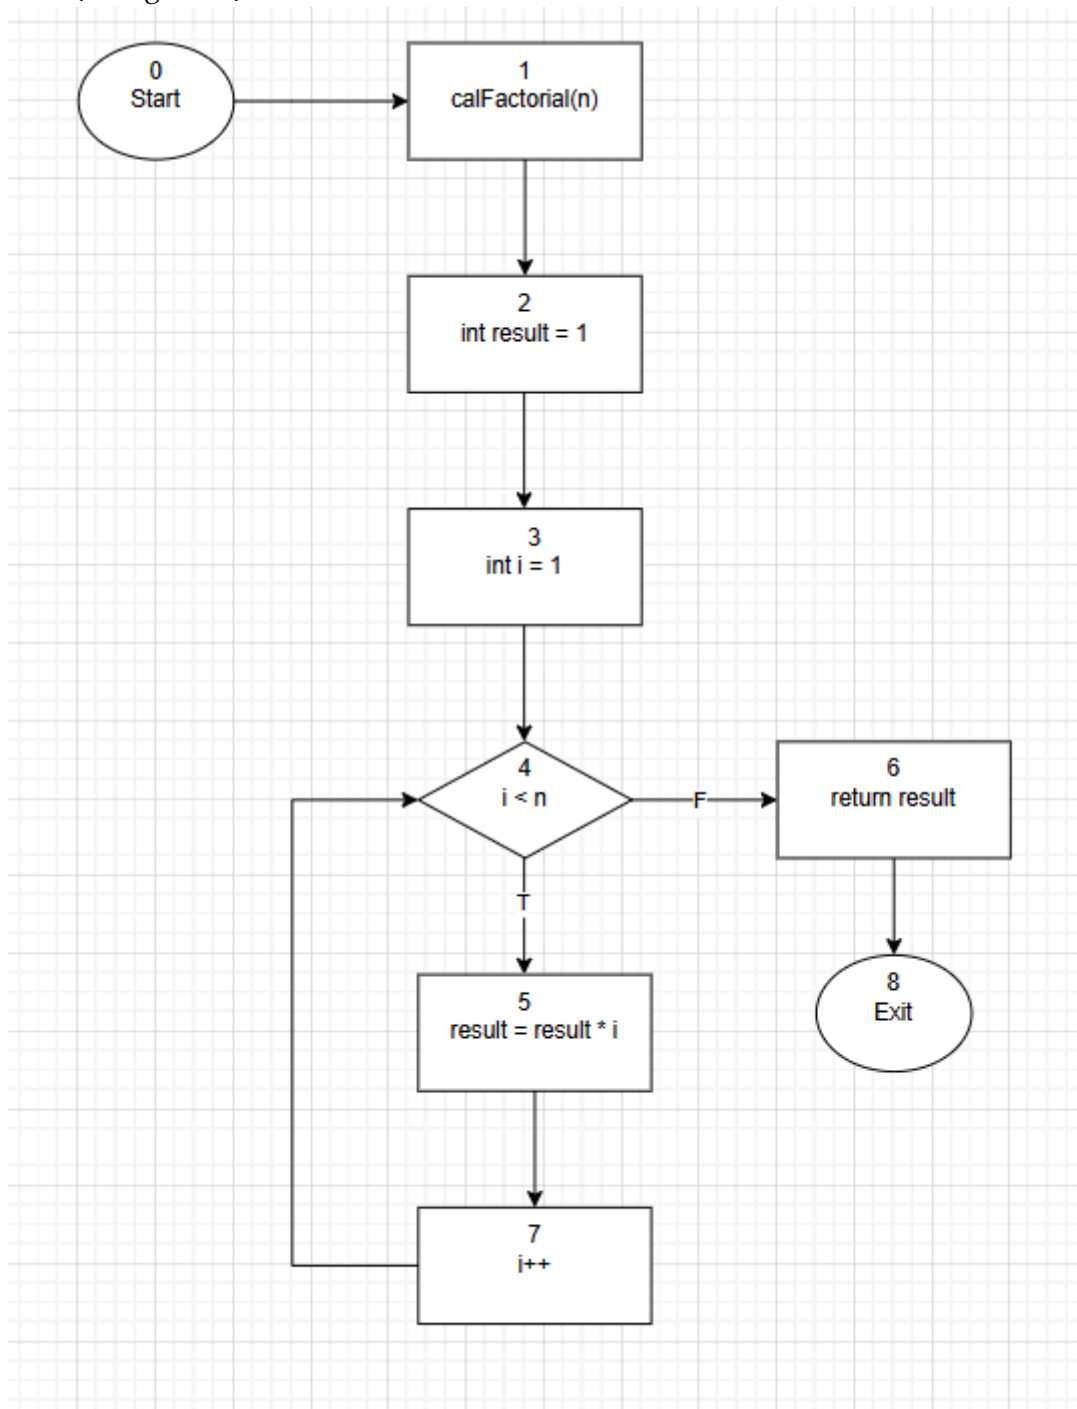 0
Start
1
calFactorial(n)
2
int result = 1
3
int i = 1
4
i < n
F
6
return result
T
5
result = result * i
8
Exit
7
i++